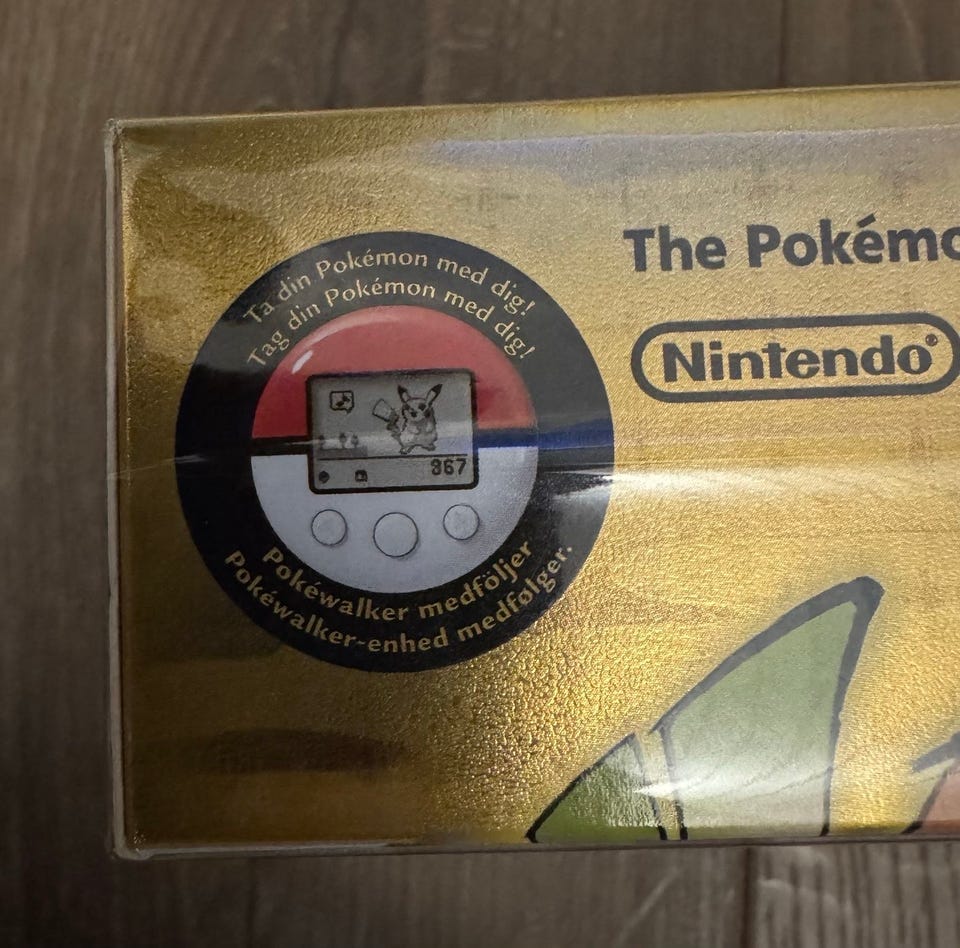 Ta din Pokémon med dig!
Tag din Pokémon med dig!
367
Pokéwalker medföljer
Pokéwalker-enhed medfølger.
The Pokémo
Nintendo®